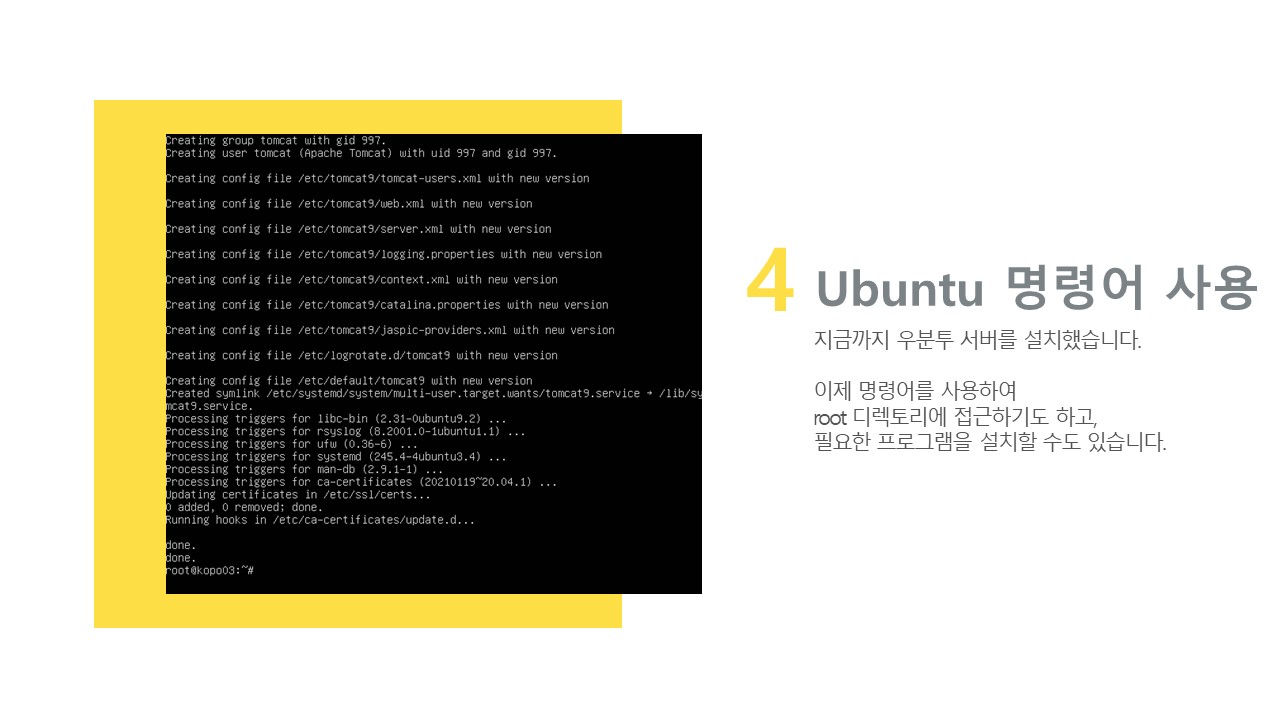 Creating group tomcat with gid 997.
Creating user tomcat (Apache Tomcat) with uid 997 and gid 997.
Creating config file /etc/tomcat9/tomcat-users.xml with new version
Creating config file /etc/tomcat9/web.xml with new version
Creating config file /etc/tomcat9/server.xml with new version
Creating config file /etc/tomcat9/logging.properties with new version
Creating config file /etc/tomcat9/context.xml with new version
Creating config file /etc/tomcat9/catalina.properties with new version
Creating config file /etc/tomcat9/jaspic-providers.xml with new version
Creating config file /etc/logrotate.d/tomcat9 with new version
Creating config file /etc/default/tomcat9 with new version
Created symlink /etc/systemd/system/multi-user.target.wants/tomcat9.service → /lib/sy
mcat9.service.
Processing triggers for libc-bin (2.31-0ubuntu9.2) ...
Processing triggers for rsyslog (8.2001.0-1ubuntu1.1) ...
Processing triggers for ufw (0.36-6) ...
Processing triggers for systemd (245.4-4ubuntu3.4) ...
Processing triggers for man-db (2.9.1-1) ...
Processing triggers for ca-certificates (20210119~20.04.1) ...
Updating certificates in /etc/ssl/certs...
0 added, 0 removed; done.
Running hooks in /etc/ca-certificates/update.d...
done.
done.
root@kopo03:~#
4 Ubuntu 명령어 사용
지금까지 우분투 서버를 설치했습니다.
이제 명령어를 사용하여
root 디렉토리에 접근하기도 하고,
필요한 프로그램을 설치할 수도 있습니다.